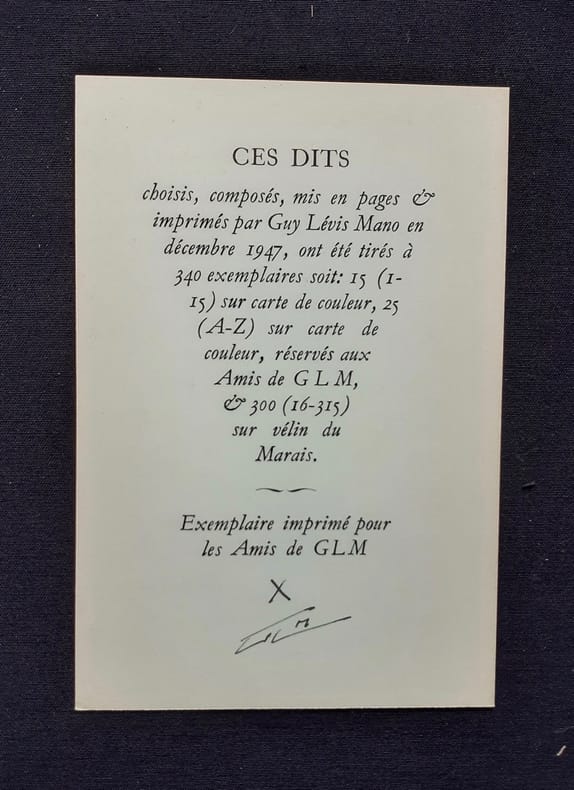 CES DITS
choisis, composés, mis en pages &
imprimés par Guy Lévis Mano en
décembre 1947, ont été tirés à
340 exemplaires soit: 15 (1-
15) sur carte de couleur, 25
(A-Z) sur carte de
couleur, réservés aux
Amis de G L M,
& 300 (16-315)
sur vélin du
Marais.
Exemplaire imprimé pour
les Amis de GLM
X
GLM